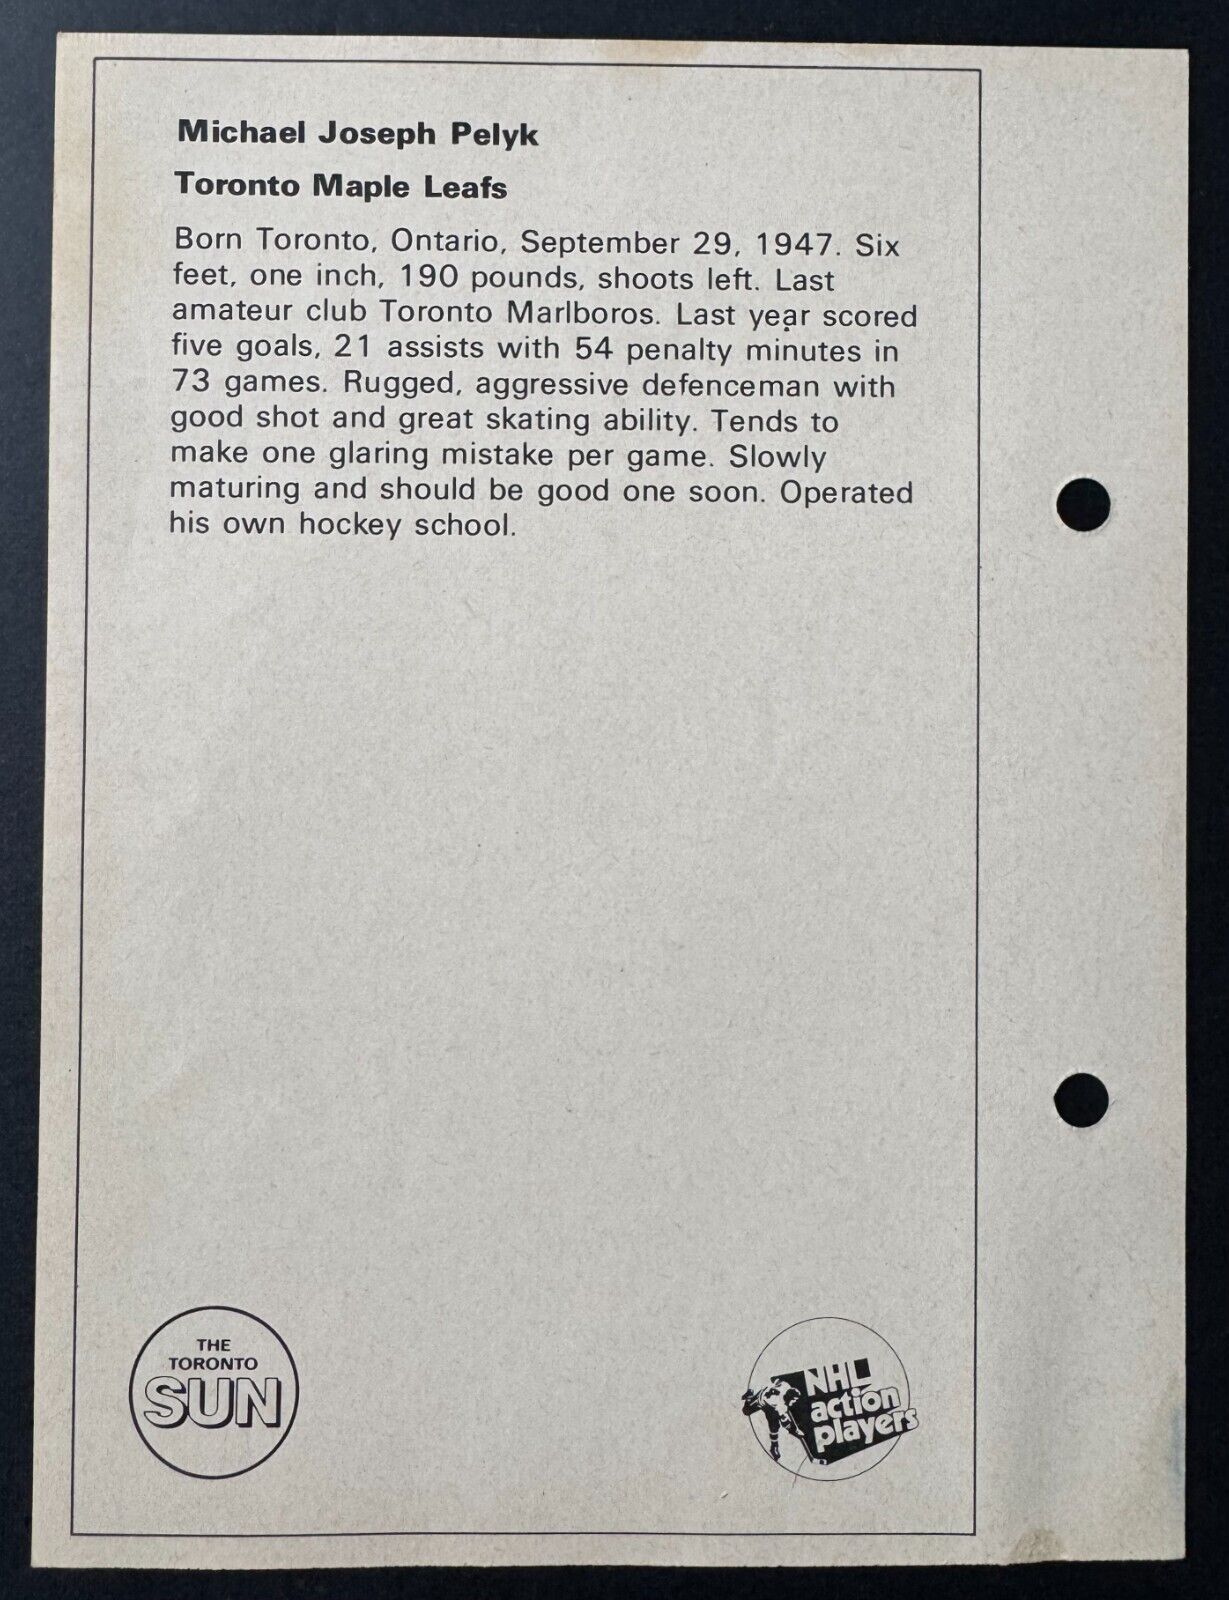 Michael Joseph Pelyk
Toronto Maple Leafs
Born Toronto, Ontario, September 29, 1947. Six
feet, one inch, 190 pounds, shoots left. Last
amateur club Toronto Marlboros. Last year scored
five goals, 21 assists with 54 penalty minutes in
73 games. Rugged, aggressive defenceman with
good shot and great skating ability. Tends to
make one glaring mistake per game. Slowly
maturing and should be good one soon. Operated
his own hockey school.
THE
TORONTO
SUN
NHL
action
players